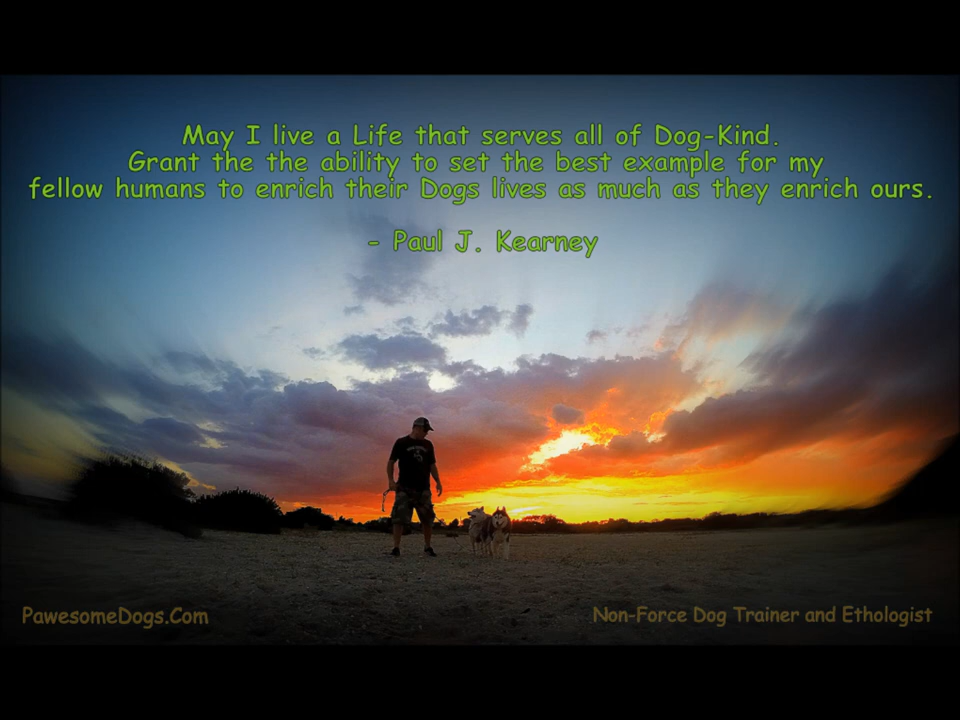 May I live a Life that serves all of Dog-Kind.
Grant the the ability to set the best example for my
fellow humans to enrich their Dogs lives as much as they enrich ours.
- Paul J. Kearney
PawesomeDogs.Com
Non-Force Dog Trainer and Ethologist